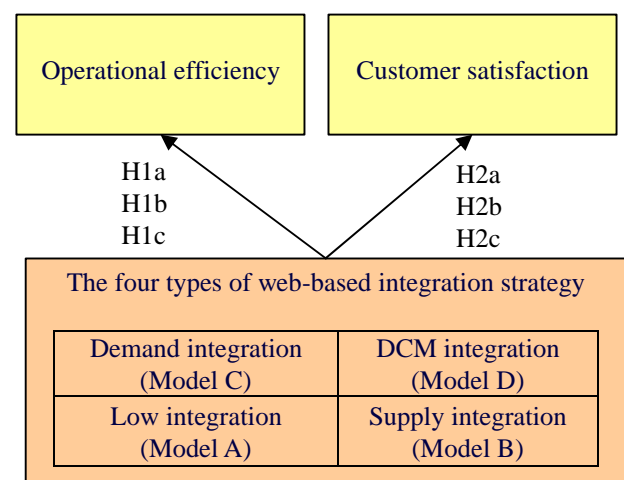 Operational efficiency
Customer satisfaction
H1a
H1b
H1c
H2a
H2b
H2c
The four types of web-based integration strategy
Demand integration
(Model C)
DCM integration
(Model D)
Low integration
(Model A)
Supply integration
(Model B)